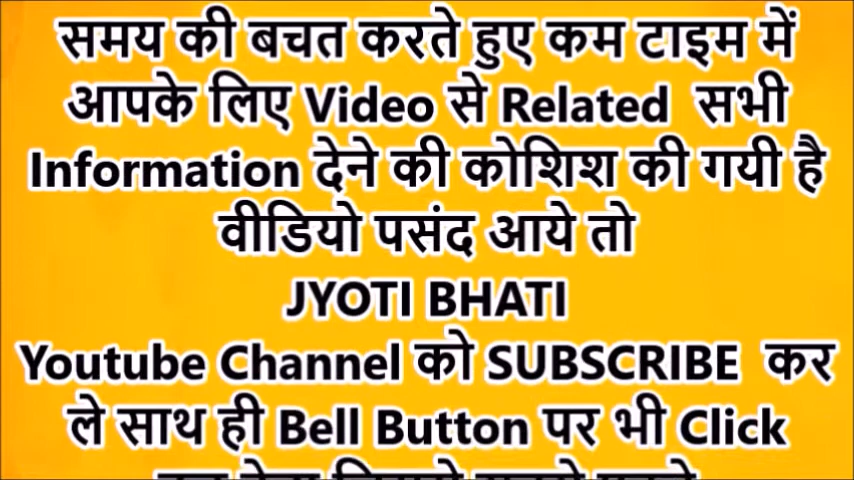 समय की बचत करते हुए कम टाइम में
आपके लिए Video से Related सभी
Information देने की कोशिश की गयी है
वीडियो पसंद आये तो
JYOTI BHATI
Youtube Channel को SUBSCRIBE कर
ले साथ ही Bell Button पर भी Click